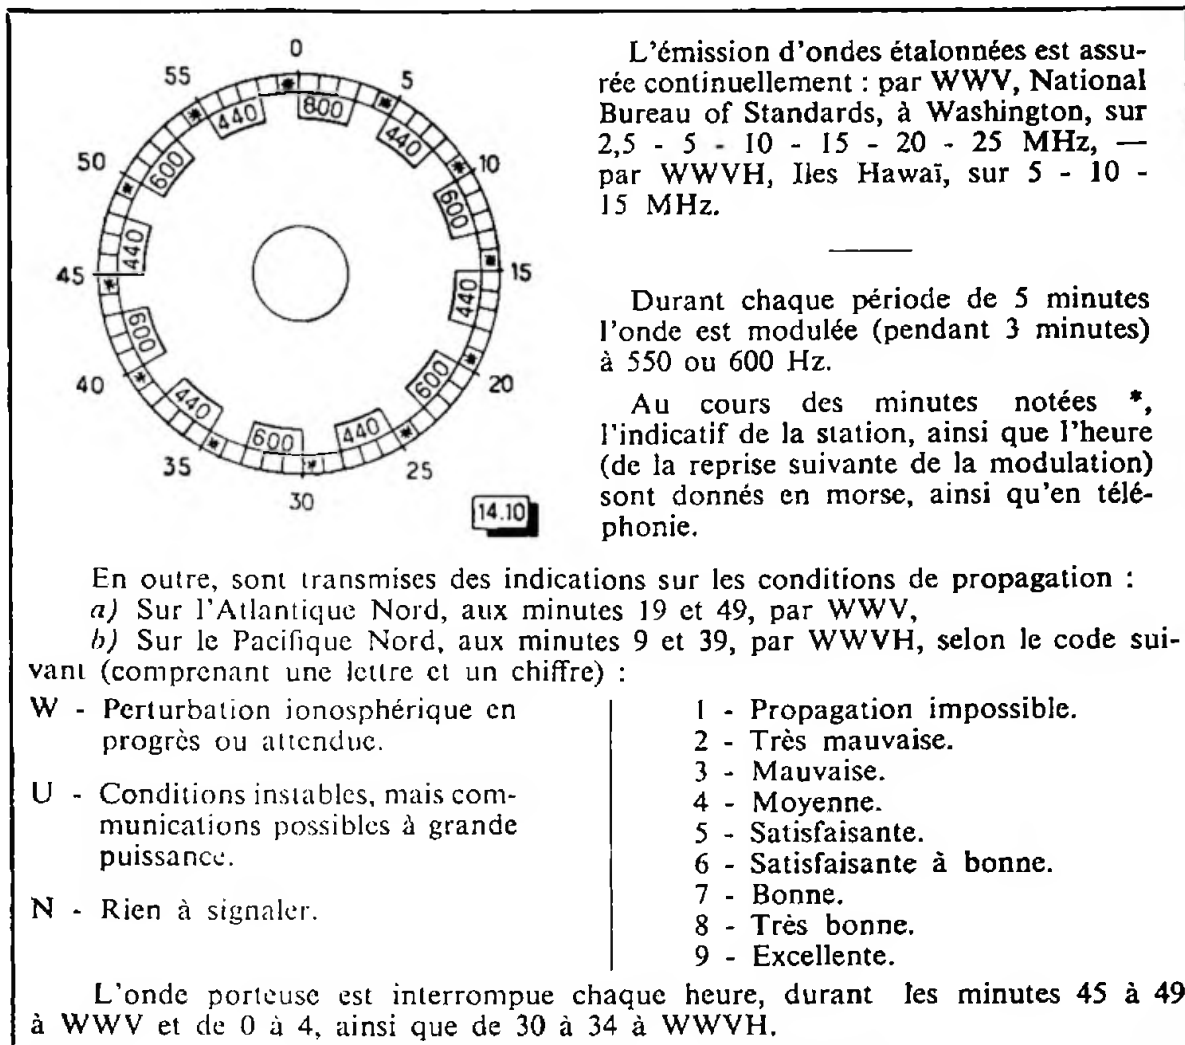 0
5
10
15
20
25
30
35
40
45
50
55
800
440
600
440
600
440
600
440
600
440
600
440
* * * * * * * * * * * *
14.10
L'émission d'ondes étalonnées est assu-
rée continuellement : par WWV, National
Bureau of Standards, à Washington, sur
2,5 - 5 - 10 - 15 - 20 - 25 MHz, —
par WWVH, Iles Hawaï, sur 5 - 10 -
15 MHz.
Durant chaque période de 5 minutes
l'onde est modulée (pendant 3 minutes)
à 550 ou 600 Hz.
Au cours des minutes notées *,
l'indicatif de la station, ainsi que l'heure
(de la reprise suivante de la modulation)
sont donnés en morse, ainsi qu'en télé-
phonie.
En outre, sont transmises des indications sur les conditions de propagation :
a) Sur l'Atlantique Nord, aux minutes 19 et 49, par WWV,
b) Sur le Pacifique Nord, aux minutes 9 et 39, par WWVH, selon le code sui-
vant (comprenant une lettre et un chiffre) :
W - Perturbation ionosphérique en
progrès ou attendue.
U - Conditions instables, mais com-
munications possibles à grande
puissance.
N - Rien à signaler.
1 - Propagation impossible.
2 - Très mauvaise.
3 - Mauvaise.
4 - Moyenne.
5 - Satisfaisante.
6 - Satisfaisante à bonne.
7 - Bonne.
8 - Très bonne.
9 - Excellente.
L'onde porteuse est interrompue chaque heure, durant les minutes 45 à 49
à WWV et de 0 à 4, ainsi que de 30 à 34 à WWVH.